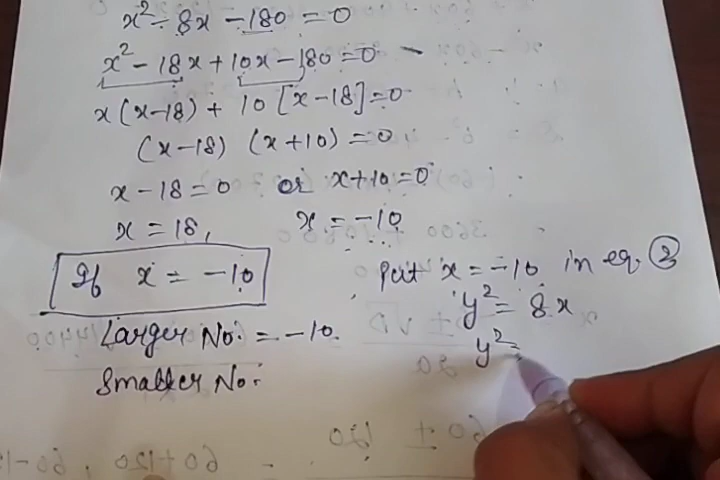 x² - 8x - 180 = 0
x² - 18x + 10x - 180 = 0
x(x-18) + 10[x-18] = 0
(x-18) (x+10) = 0
x - 18 = 0 or x+10 = 0
x = 18, x = -10
If x = -10
Larger No. = -10.
Smaller No.
Put x = -10 in eq. ②
y² = 8x
y² =